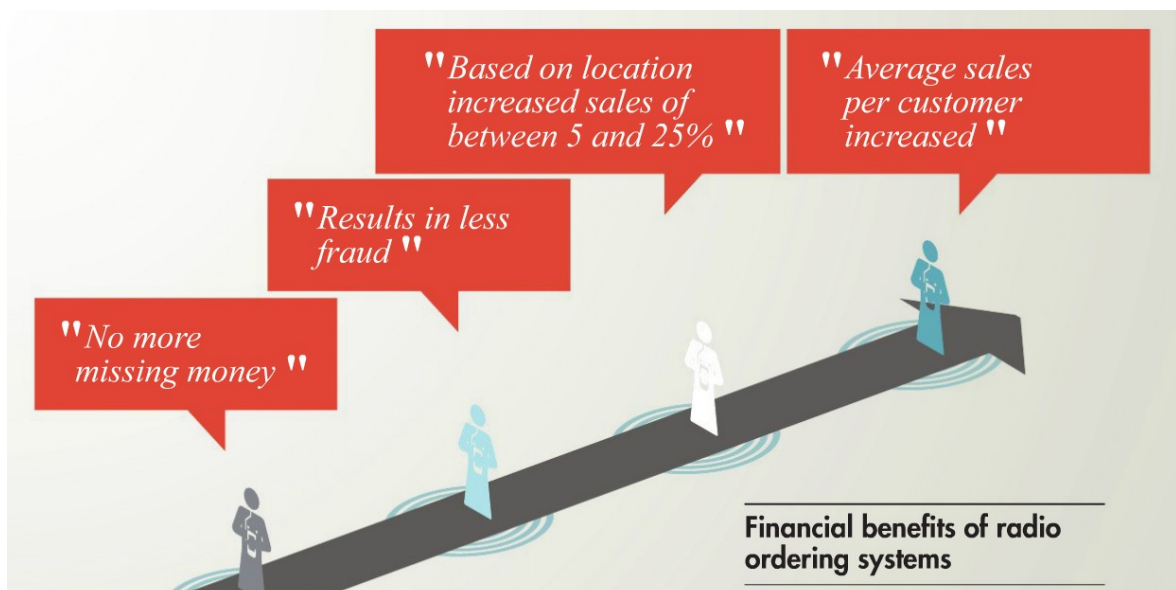 "No more
missing money"
"Results in less
fraud"
"Based on location
increased sales of
between 5 and 25%"
"Average sales
per customer
increased"
Financial benefits of radio
ordering systems